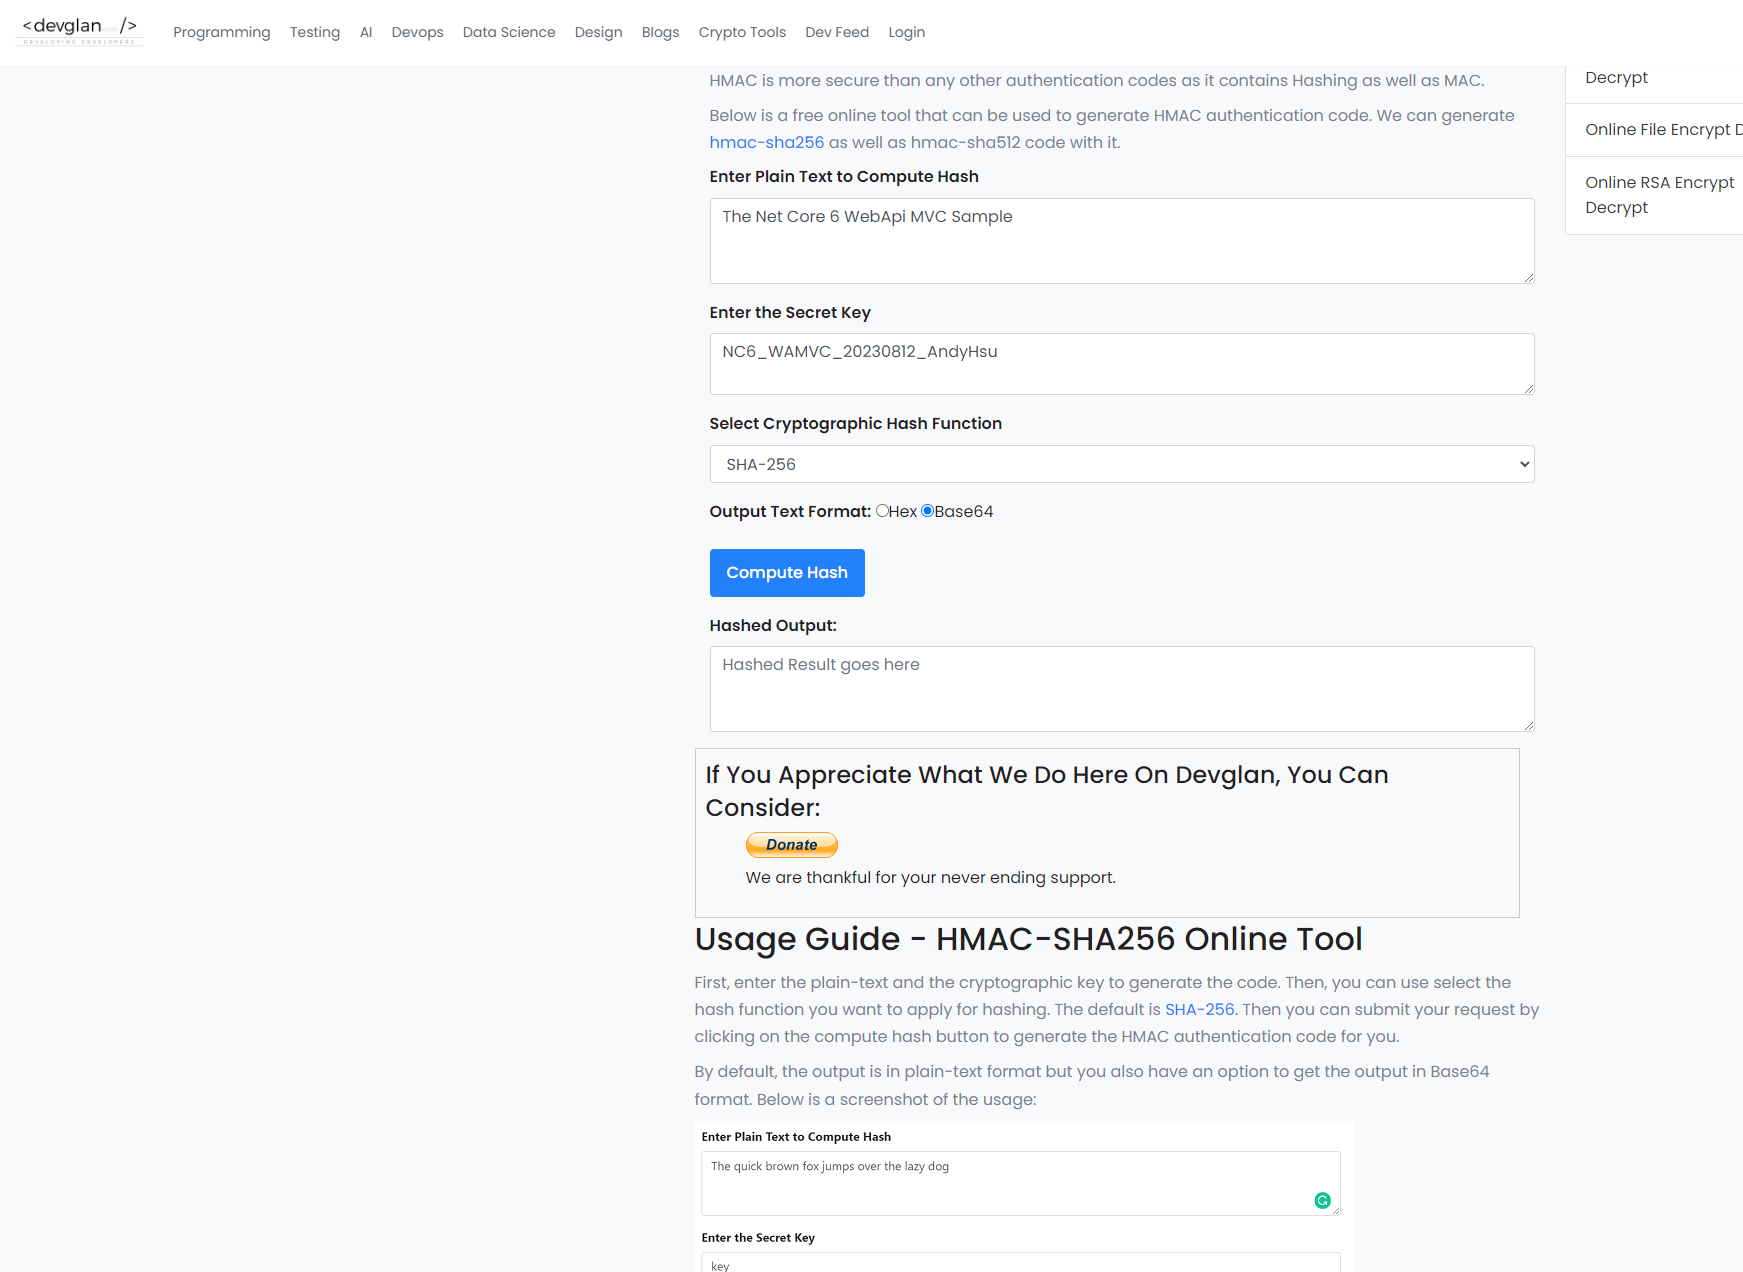 <devglan.com />
DEVELOPING DEVELOPERS
Programming Testing AI Devops Data Science Design Blogs Crypto Tools Dev Feed Login
HMAC is more secure than any other authentication codes as it contains Hashing as well as MAC.
Below is a free online tool that can be used to generate HMAC authentication code. We can generate
hmac-sha256 as well as hmac-sha512 code with it.
Enter Plain Text to Compute Hash
The Net Core 6 WebApi MVC Sample
Enter the Secret Key
NC6_WAMVC_20230812_AndyHsu
Select Cryptographic Hash Function
SHA-256
Output Text Format: Hex Base64
Compute Hash
Hashed Output:
Hashed Result goes here
If You Appreciate What We Do Here On Devglan, You Can
Consider:
Donate
We are thankful for your never ending support.
Usage Guide - HMAC-SHA256 Online Tool
First, enter the plain-text and the cryptographic key to generate the code. Then, you can use select the
hash function you want to apply for hashing. The default is SHA-256. Then you can submit your request by
clicking on the compute hash button to generate the HMAC authentication code for you.
By default, the output is in plain-text format but you also have an option to get the output in Base64
format. Below is a screenshot of the usage:
Enter Plain Text to Compute Hash
The quick brown fox jumps over the lazy dog
Enter the Secret Key
key
Decrypt
Online File Encrypt D
Online RSA Encrypt
Decrypt